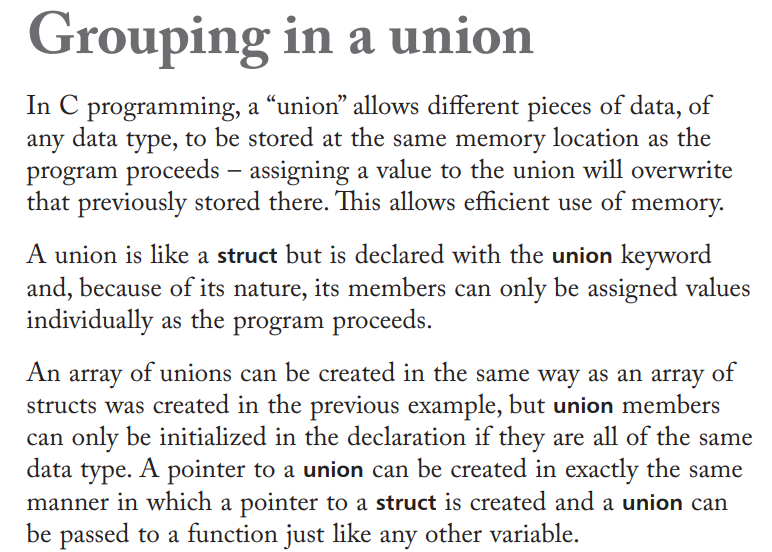 Grouping in a union
In C programming, a “union” allows different pieces of data, of
any data type, to be stored at the same memory location as the
program proceeds – assigning a value to the union will overwrite
that previously stored there. This allows efficient use of memory.
A union is like a struct but is declared with the union keyword
and, because of its nature, its members can only be assigned values
individually as the program proceeds.
An array of unions can be created in the same way as an array of
structs was created in the previous example, but union members
can only be initialized in the declaration if they are all of the same
data type. A pointer to a union can be created in exactly the same
manner in which a pointer to a struct is created and a union can
be passed to a function just like any other variable.